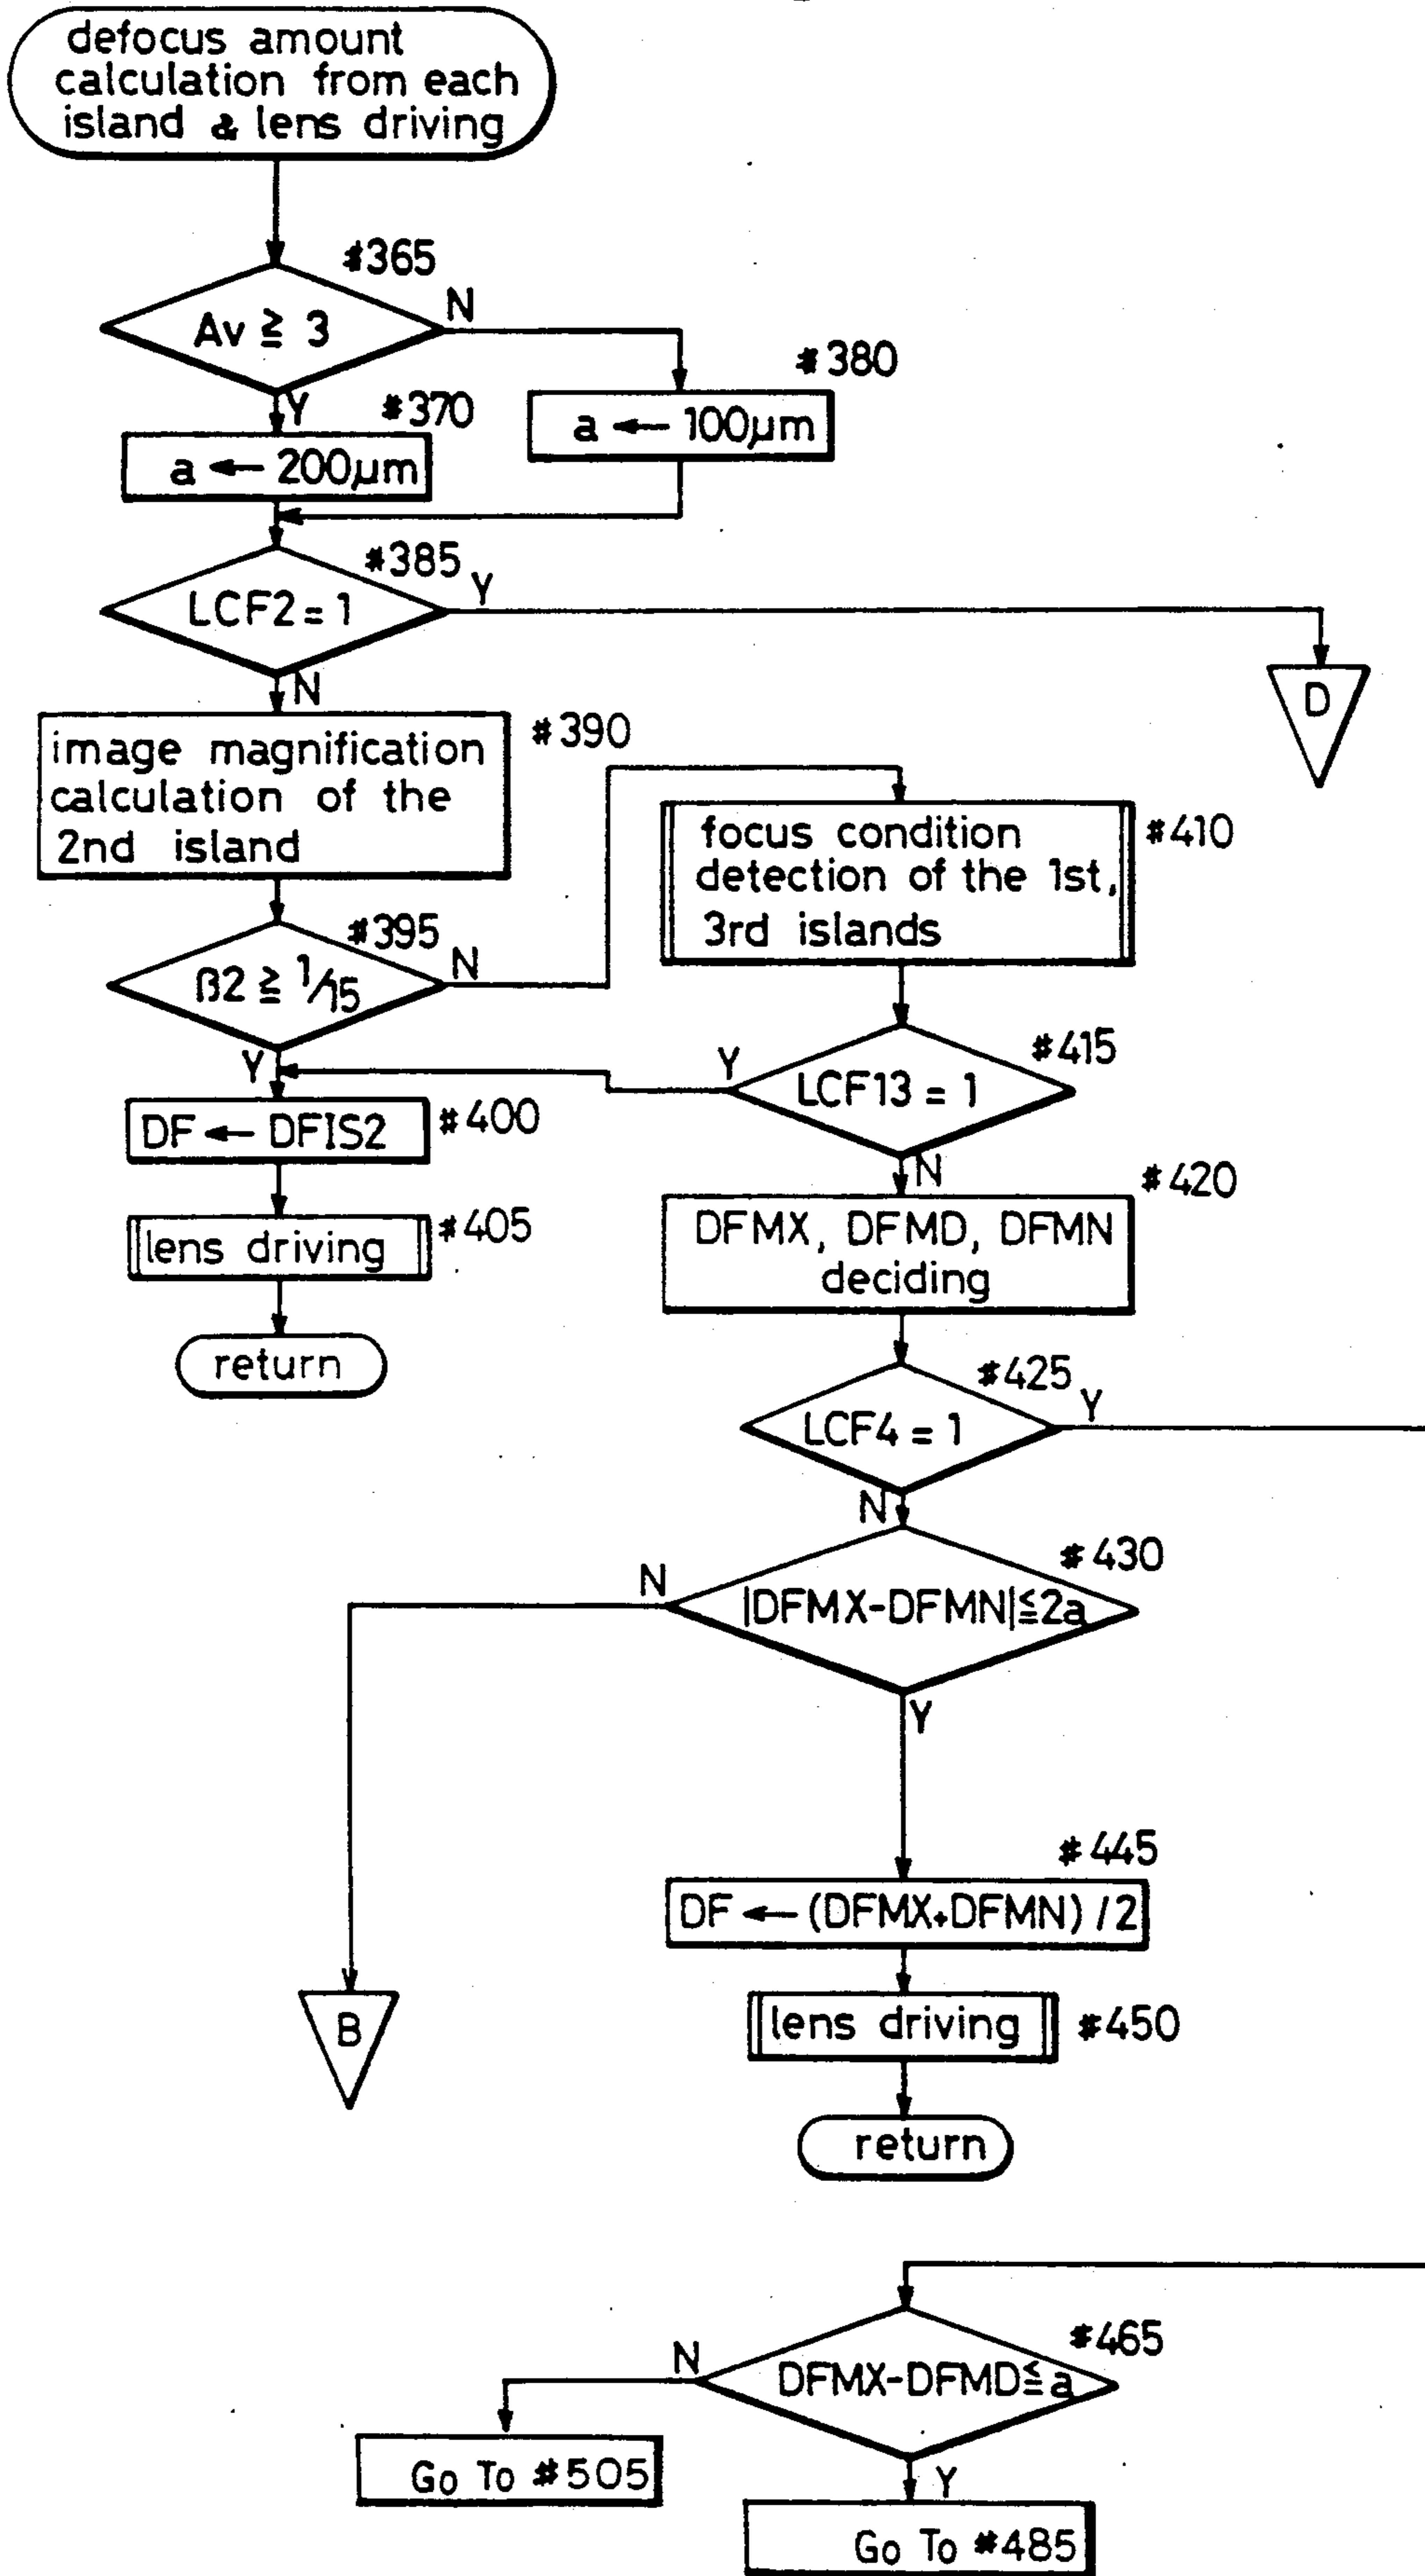 defocus amount
calculation from each
island & lens driving
#365
Av ≧ 3
N
Y
#370
a ← 200μm
#380
a ← 100μm
#385
LCF2 = 1
Y
N
D
image magnification
calculation of the
2nd island
#390
#395
β2 ≧ 1/15
N
Y
focus condition
detection of the 1st,
3rd islands
#410
#415
LCF13 = 1
Y
N
DF ← DFIS2
#400
lens driving
#405
return
#420
DFMX, DFMD, DFMN
deciding
#425
LCF4 = 1
Y
N
#430
|DFMX-DFMN|≦2a
N
Y
B
#445
DF ← (DFMX+DFMN) /2
lens driving
#450
return
#465
DFMX-DFMD≦a
N
Y
Go To #505
Go To #485